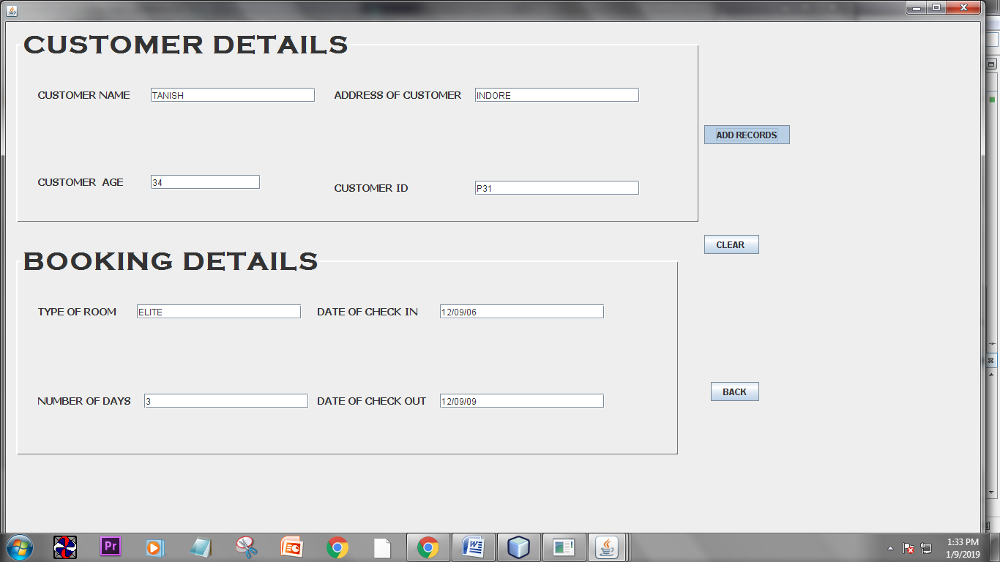 CUSTOMER DETAILS
CUSTOMER NAME TANISH ADDRESS OF CUSTOMER INDORE
ADD RECORDS
CUSTOMER AGE 34 CUSTOMER ID P31
CLEAR
BOOKING DETAILS
TYPE OF ROOM ELITE DATE OF CHECK IN 12/09/06
BACK
NUMBER OF DAYS 3 DATE OF CHECK OUT 12/09/09
Pr
1:33 PM
1/9/2019